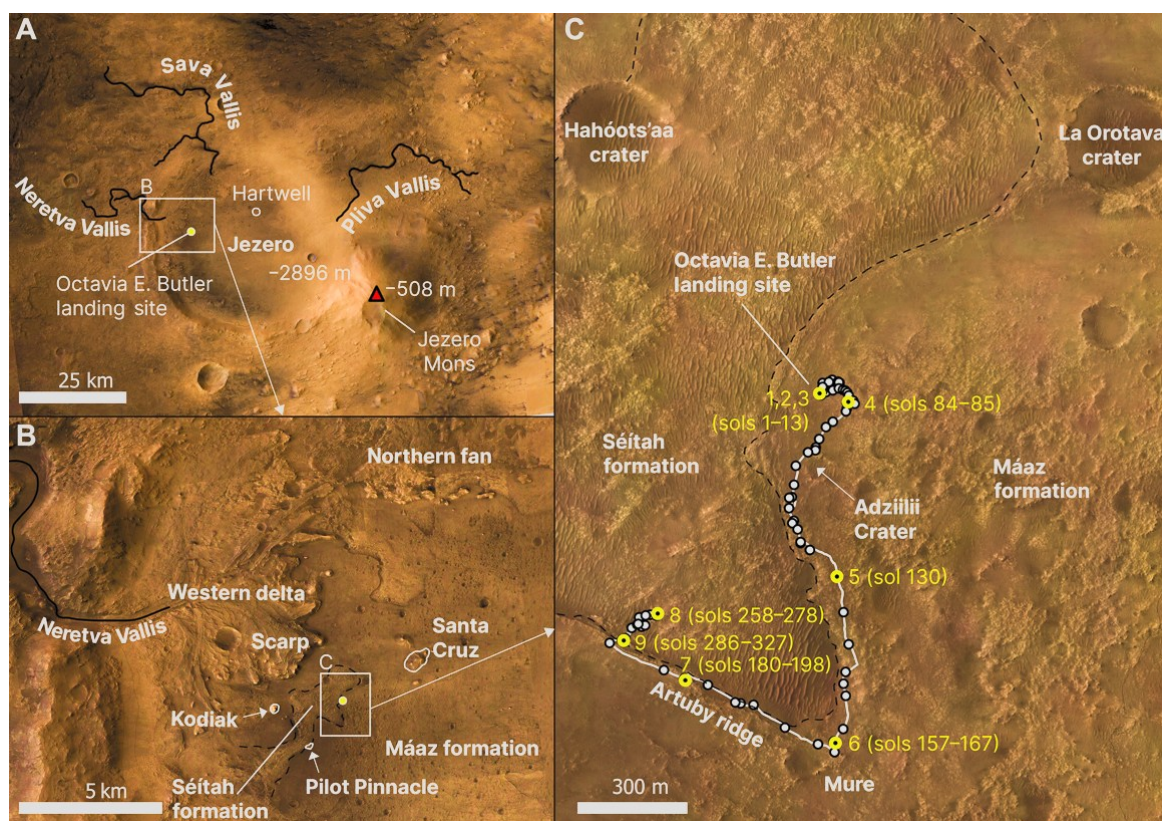 A
Sava Vallis
Neretva Vallis
B
Hartwell
Pliva Vallis
Jezero
−2896 m
−508 m
Octavia E. Butler
landing site
Jezero
Mons
25 km
B
Northern fan
Western delta
Neretva Vallis
Scarp
Santa
Cruz
C
Kodiak
Máaz formation
Séítah
formation
Pilot Pinnacle
5 km
C
Hahóots'aa
crater
La Orotava
crater
Octavia E. Butler
landing site
1,2,3
(sols 1–13)
4 (sols 84–85)
Séítah
formation
Máaz
formation
Adziilii
Crater
5 (sol 130)
8 (sols 258–278)
9 (sols 286–327)
7 (sols 180–198)
Artuby ridge
6 (sols 157–167)
Mure
300 m